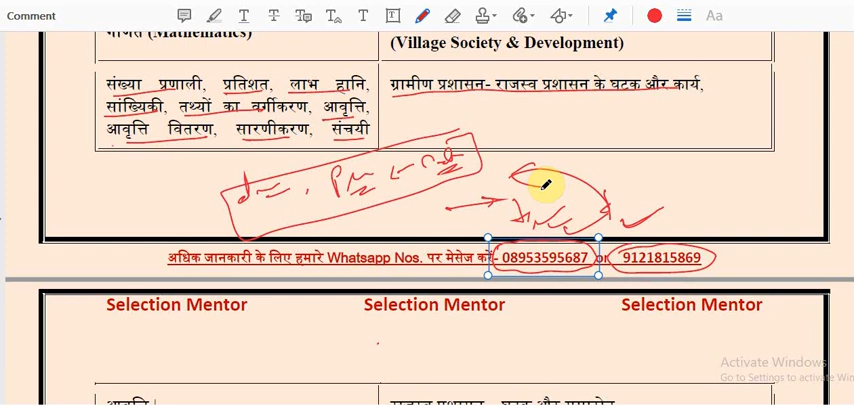 Comment
Aa
गणित (Mathematics)
(Village Society & Development)
संख्या प्रणाली, प्रतिशत, लाभ हानि,
सांख्यिकी, तथ्यों का वर्गीकरण, आवृत्ति,
आवृत्ति वितरण, सारणीकरण, संचयी
ग्रामीण प्रशासन- राजस्व प्रशासन के घटक और कार्य,
अधिक जानकारी के लिए हमारे Whatsapp Nos. पर मेसेज करें- 08953595687 or 9121815869
Selection Mentor Selection Mentor Selection Mentor
Activate Windows
Go to Settings to activate Win